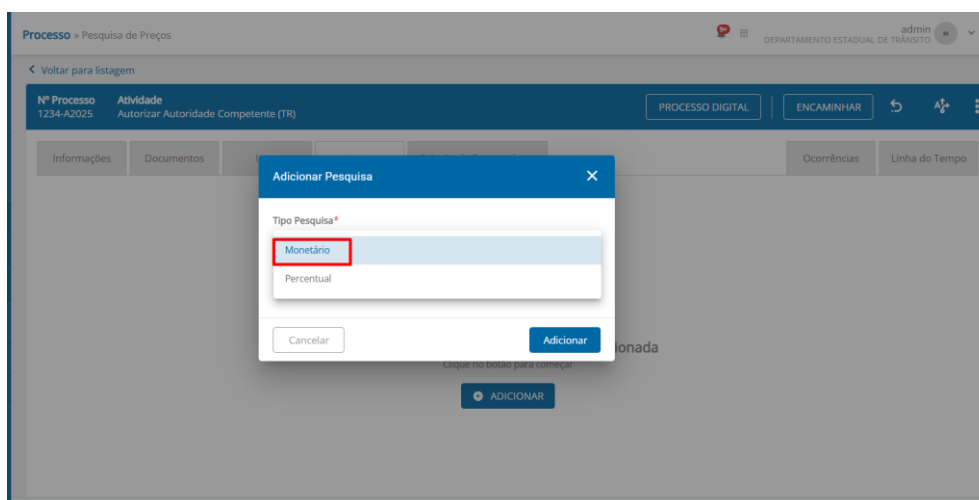 Processo » Pesquisa de Preços
9+
admin
DEPARTAMENTO ESTADUAL DE TRÂNSITO
Voltar para listagem
Nº Processo Atividade
1234-A2025 Autorizar Autoridade Competente (TR)
PROCESSO DIGITAL
ENCAMINHAR
Informações
Documentos
Ocorrências
Linha do Tempo
Adicionar Pesquisa
Tipo Pesquisa*
Monetário
Percentual
Cancelar
Adicionar
ionada
Clique no botão para começar
ADICIONAR